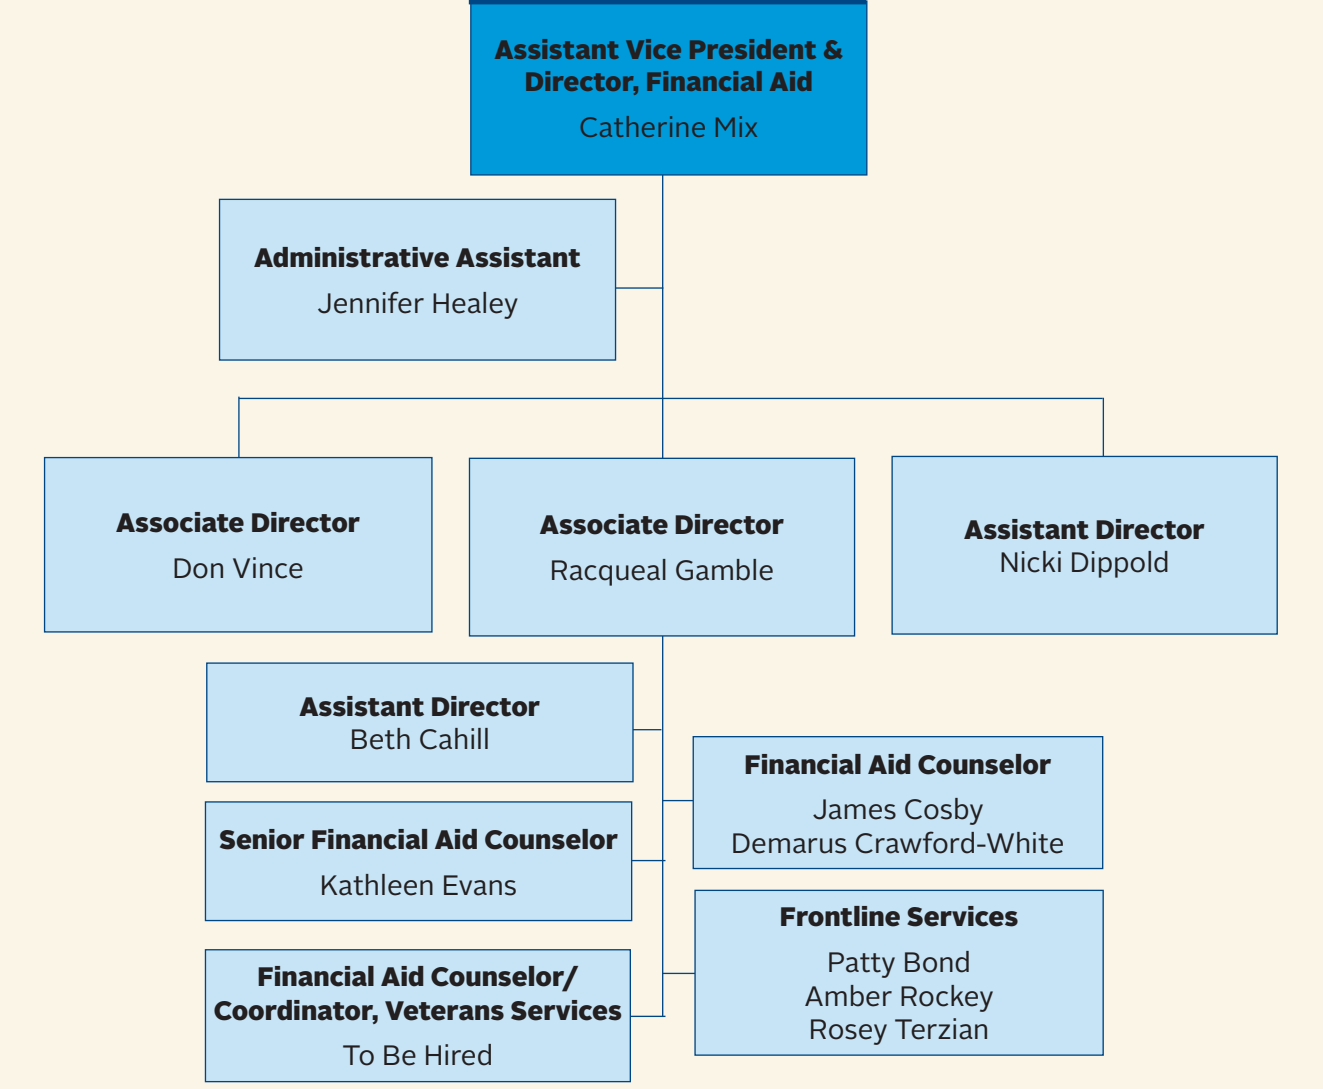 Assistant Vice President &
Director, Financial Aid
Catherine Mix
Administrative Assistant
Jennifer Healey
Associate Director
Don Vince
Associate Director
Racqueal Gamble
Assistant Director
Nicki Dippold
Assistant Director
Beth Cahill
Financial Aid Counselor
James Cosby
Demarus Crawford-White
Senior Financial Aid Counselor
Kathleen Evans
Frontline Services
Patty Bond
Amber Rockey
Rosey Terzian
Financial Aid Counselor/
Coordinator, Veterans Services
To Be Hired